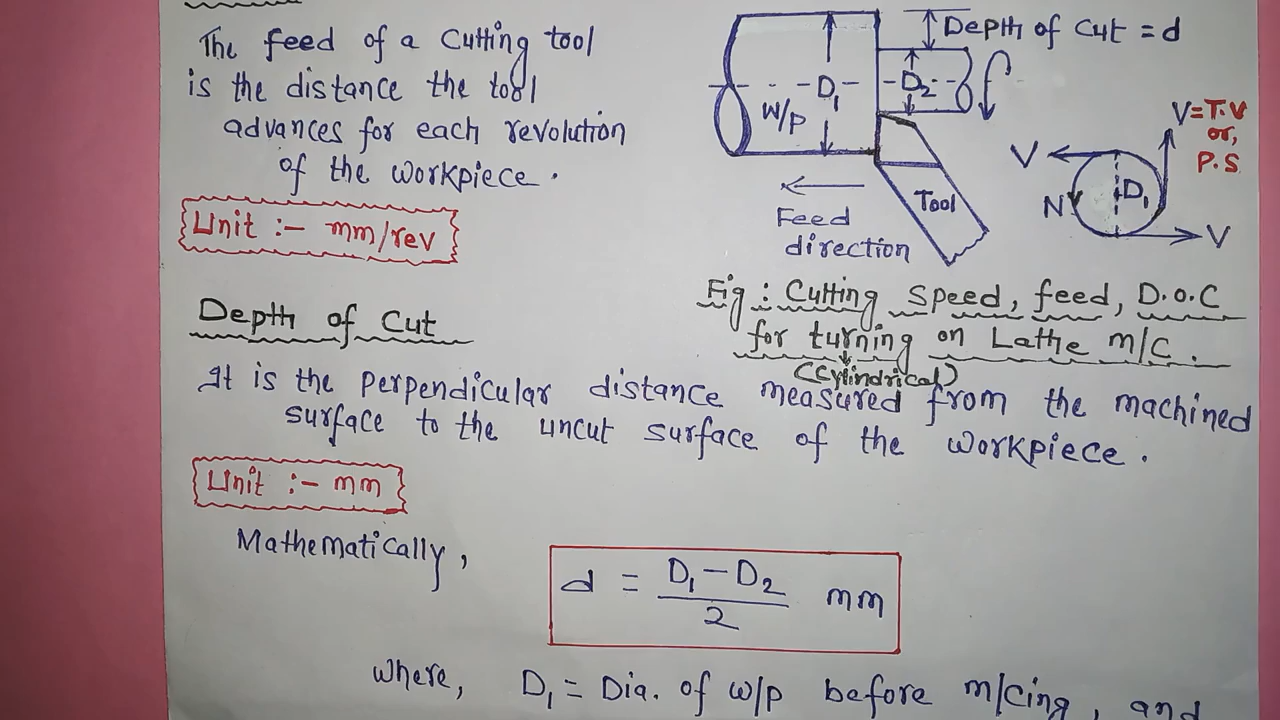 The feed of a Cutting tool
is the distance the tool
advances for each revolution
of the workpiece.
Unit :- mm/rev
Depth of Cut = d
D1
D2
W/P
Tool
Feed
direction
V=T.V
or,
P.S
V
N
D1
V
Fig : Cutting Speed, feed, D.O.C
for turning on Lathe m/c.
(Cylindrical)
Depth of Cut
It is the perpendicular distance measured from the machined
surface to the uncut surface of the workpiece.
Unit :- mm
Mathematically,
d = D1 - D2 / 2 mm
where, D1 = Dia. of w/p before m/cing, and